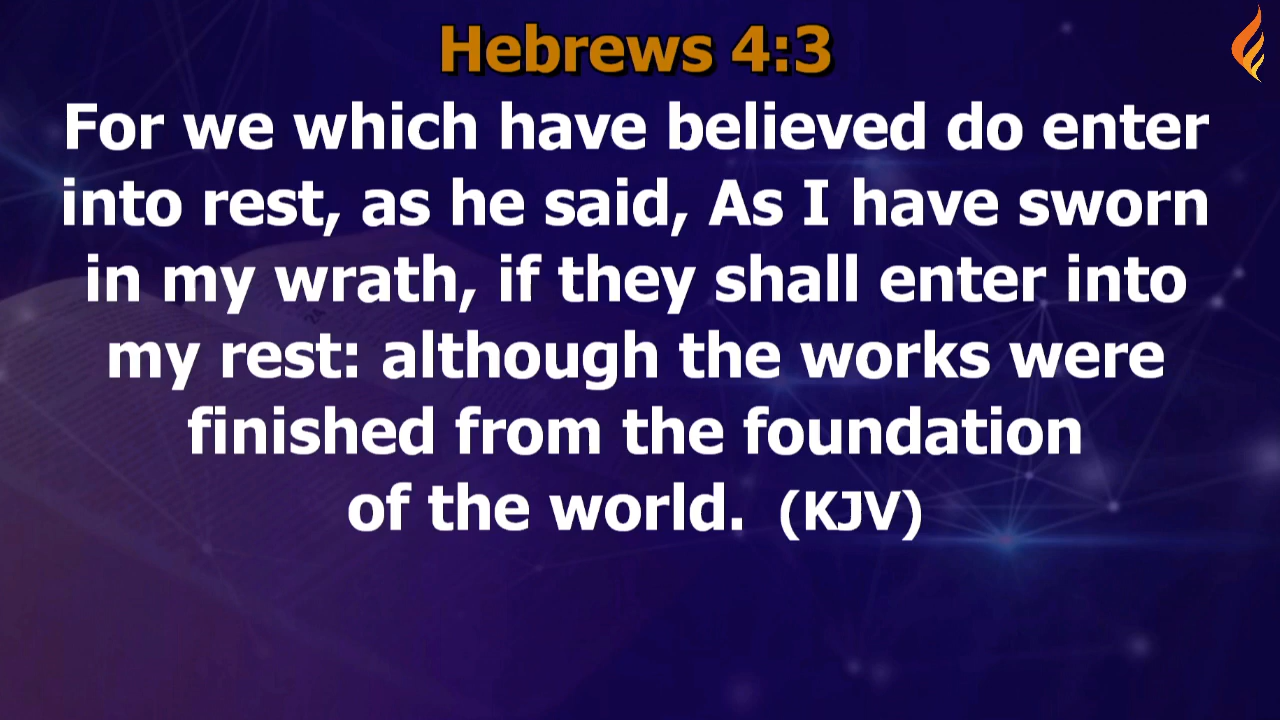 Hebrews 4:3
For we which have believed do enter
into rest, as he said, As I have sworn
in my wrath, if they shall enter into
my rest: although the works were
finished from the foundation
of the world. (KJV)